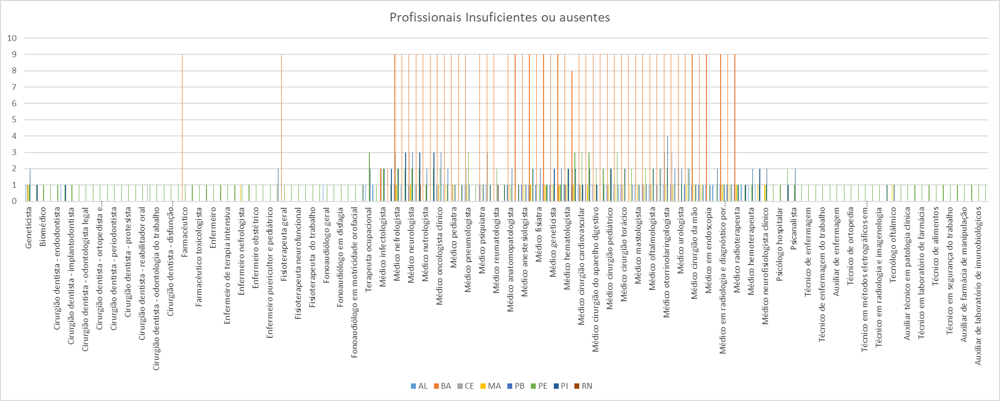 Profissionais Insuficientes ou ausentes
10
9
8
7
6
5
4
3
2
1
0
Geneticista
Biomédico
Cirurgião dentista - endodontista
Cirurgião dentista - implantodontista
Cirurgião dentista - odontologista legal
Cirurgião dentista - ortopedista e…
Cirurgião dentista - periodontista
Cirurgião dentista - protesista
Cirurgião dentista - reabilitador oral
Cirurgião dentista - odontologia do trabalho
Cirurgião dentista - disfunção…
Farmacêutico
Farmacêutico toxicologista
Enfermeiro
Enfermeiro de terapia intensiva
Enfermeiro nefrologista
Enfermeiro obstétrico
Enfermeiro puericultor e pediátrico
Fisioterapeuta geral
Fisioterapeuta neurofuncional
Fisioterapeuta do trabalho
Fonoaudiólogo geral
Fonoaudiólogo em disfagia
Fonoaudiólogo em motricidade orofacial
Terapeuta ocupacional
Médico infectologista
Médico nefrologista
Médico neurologista
Médico nutrologista
Médico oncologista clínico
Médico pediatra
Médico pneumologista
Médico psiquiatra
Médico reumatologista
Médico anatomopatologista
Médico anestesiologista
Médico fisiatra
Médico geneticista
Médico hematologista
Médico cirurgião cardiovascular
Médico cirurgião do aparelho digestivo
Médico cirurgião pediátrico
Médico cirurgião torácico
Médico mastologista
Médico oftalmologista
Médico otorrinolaringologista
Médico urologista
Médico cirurgião da mão
Médico em endoscopia
Médico em radiologia e diagnóstico por…
Médico radioterapeuta
Médico hemoterapeuta
Médico neurofisiologista clínico
Psicólogo hospitalar
Psicanalista
Técnico de enfermagem
Técnico de enfermagem do trabalho
Auxiliar de enfermagem
Técnico de ortopedia
Técnico em métodos eletrográficos em…
Técnico em radiologia e imagenologia
Tecnólogo oftálmico
Auxiliar técnico em patologia clínica
Técnico em laboratório de farmácia
Técnico de alimentos
Técnico em segurança do trabalho
Auxiliar de farmácia de manipulação
Auxiliar de laboratório de imunobiológicos
AL BA CE MA PB PE PI RN